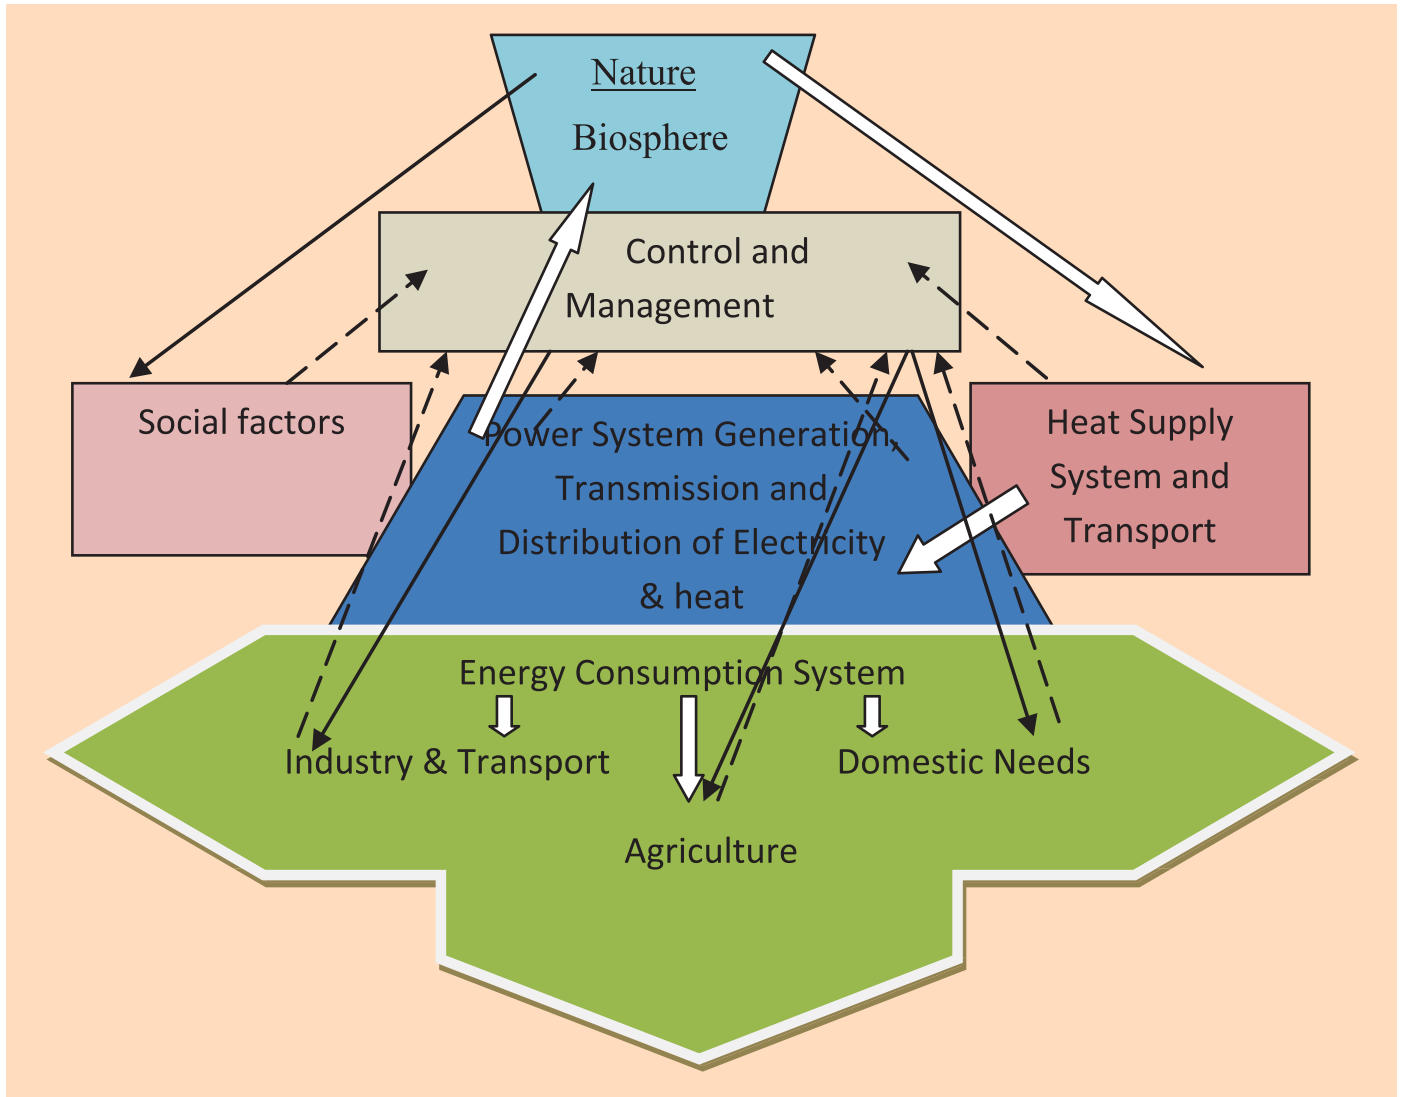 Nature
Biosphere
Control and
Management
Social factors
Heat Supply
System and
Transport
Power System Generation,
Transmission and
Distribution of Electricity
& heat
Energy Consumption System
Industry & Transport
Domestic Needs
Agriculture